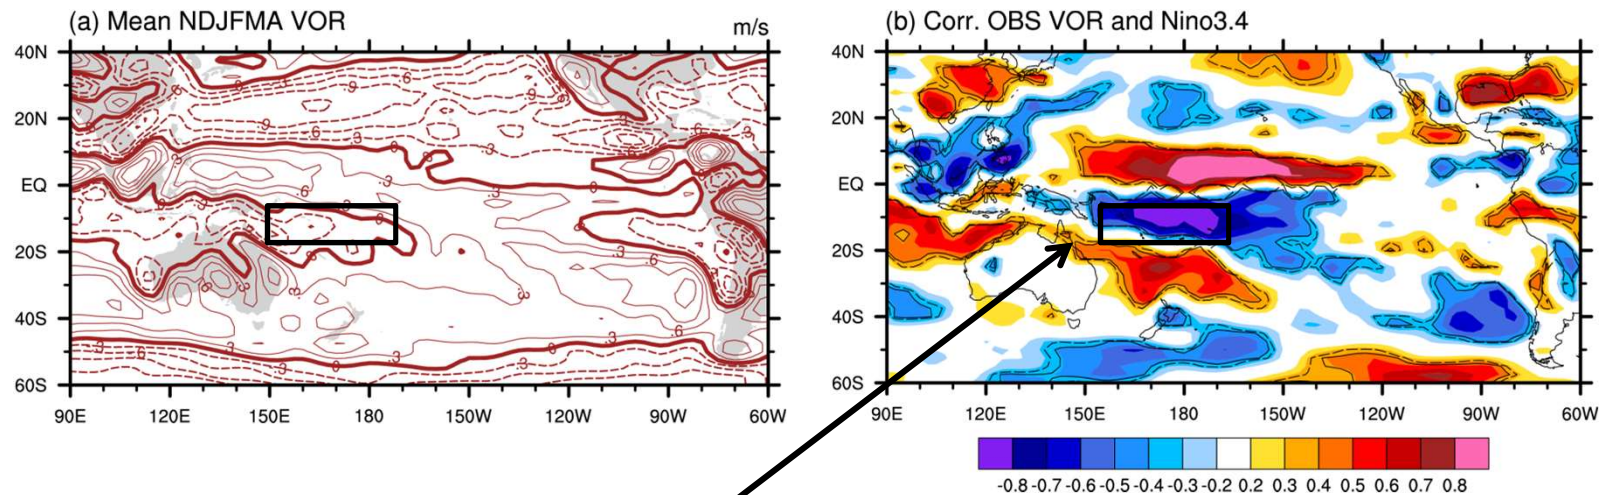 (a) Mean NDJFMA VOR
m/s
(b) Corr. OBS VOR and Nino3.4
40N
20N
EQ
20S
40S
60S
90E 120E 150E 180 150W 120W 90W 60W
40N
20N
EQ
20S
40S
60S
90E 120E 150E 180 150W 120W 90W 60W
-0.8 -0.7 -0.6 -0.5 -0.4 -0.3 -0.2 0.2 0.3 0.4 0.5 0.6 0.7 0.8